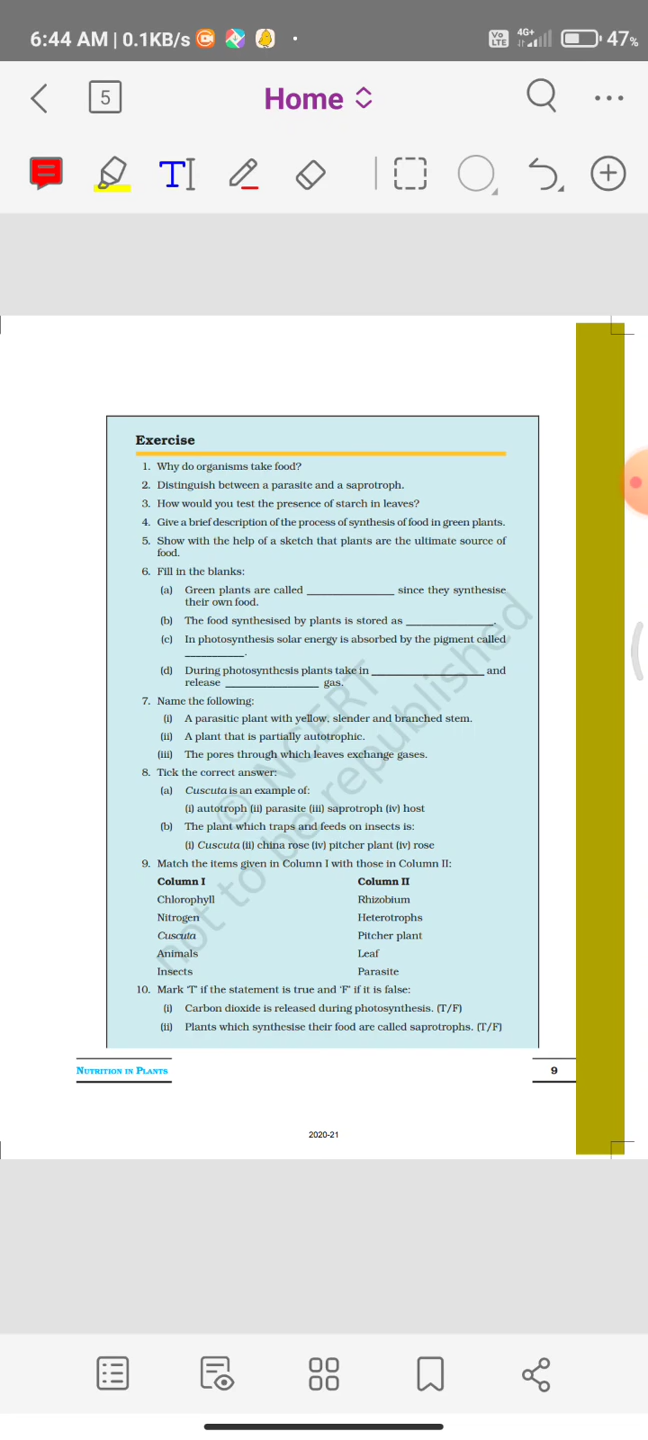 6:44 AM | 0.1KB/s
Vo LTE 4G+ 47%
5 Home
T
Exercise
1. Why do organisms take food?
2. Distinguish between a parasite and a saprotroph.
3. How would you test the presence of starch in leaves?
4. Give a brief description of the process of synthesis of food in green plants.
5. Show with the help of a sketch that plants are the ultimate source of
food.
6. Fill in the blanks:
(a) Green plants are called ________________ since they synthesise
their own food.
(b) The food synthesised by plants is stored as ________________.
(c) In photosynthesis solar energy is absorbed by the pigment called
___________.
(d) During photosynthesis plants take in ____________________ and
release _________________ gas.
7. Name the following:
(i) A parasitic plant with yellow, slender and branched stem.
(ii) A plant that is partially autotrophic.
(iii) The pores through which leaves exchange gases.
8. Tick the correct answer:
(a) Cuscuta is an example of:
(i) autotroph (ii) parasite (iii) saprotroph (iv) host
(b) The plant which traps and feeds on insects is:
(i) Cuscuta (ii) china rose (iv) pitcher plant (iv) rose
9. Match the items given in Column I with those in Column II:
Column I Column II
Chlorophyll Rhizobium
Nitrogen Heterotrophs
Cuscuta Pitcher plant
Animals Leaf
Insects Parasite
10. Mark ‘T’ if the statement is true and ‘F’ if it is false:
(i) Carbon dioxide is released during photosynthesis. (T/F)
(ii) Plants which synthesise their food are called saprotrophs. (T/F)
© NCERT
not to be republished
NUTRITION IN PLANTS 9
2020-21